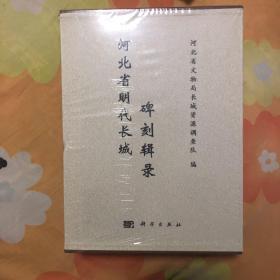 河北省文物局长城资源调查队 编
河北省明代长城
碑刻辑录
科学出版社